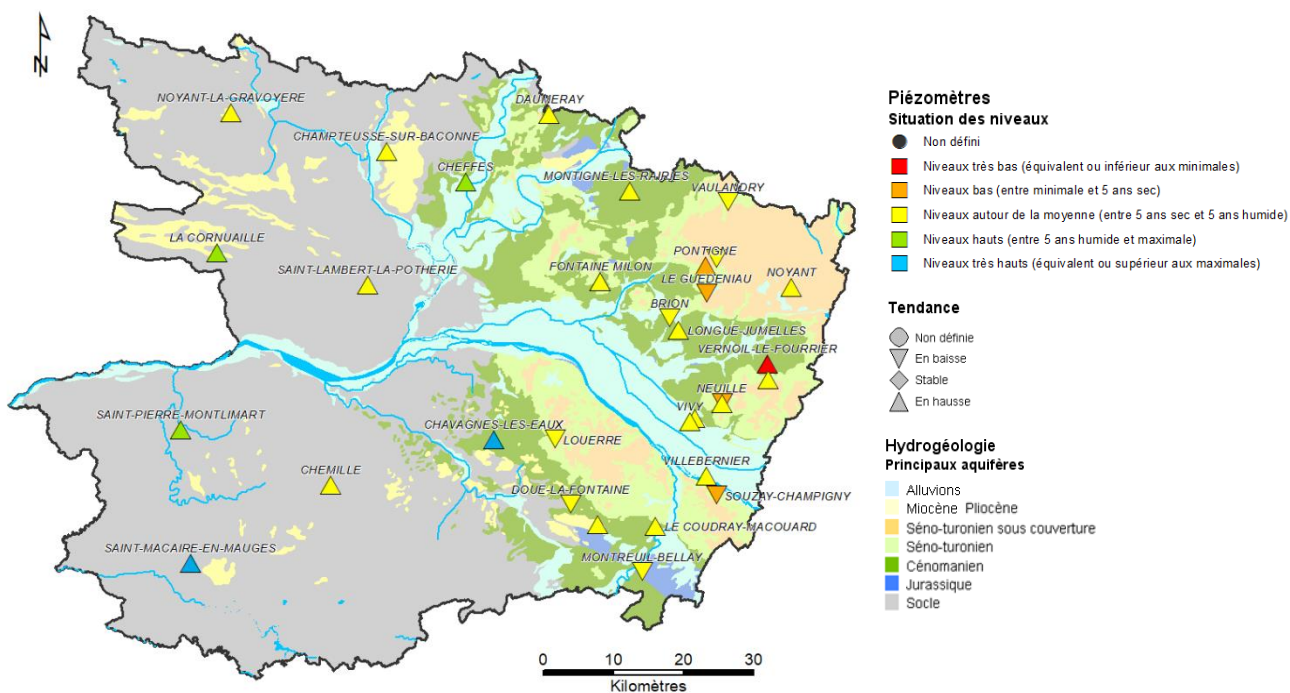 N
NOYANT-LA-GRAVOYERE
DAUMERAY
CHAMPTEUSSE-SUR-BACONNE
CHEFFES
MONTIGNE-LES-RAIRIES
VAULANDRY
LA CORNUAILLE
PONTIGNE
SAINT-LAMBERT-LA-POTHERIE
FONTAINE MILON
LE GUEDENIAU
NOYANT
BRION
LONGUE-JUMELLES
VERNOIL-LE-FOURRIER
NEUILLE
SAINT-PIERRE-MONTLIMART
CHAVAGNES-LES-EAUX
VIVY
LOUERRE
VILLEBERNIER
CHEMILLE
DOUE-LA-FONTAINE
SOUZAY-CHAMPIGNY
LE COUDRAY-MACOUARD
SAINT-MACAIRE-EN-MAUGES
MONTREUIL-BELLAY
0 10 20 30
Kilomètres
Piézomètres
Situation des niveaux
Non défini
Niveaux très bas (équivalent ou inférieur aux minimales)
Niveaux bas (entre minimale et 5 ans sec)
Niveaux autour de la moyenne (entre 5 ans sec et 5 ans humide)
Niveaux hauts (entre 5 ans humide et maximale)
Niveaux très hauts (équivalent ou supérieur aux maximales)
Tendance
Non définie
En baisse
Stable
En hausse
Hydrogéologie
Principaux aquifères
Alluvions
Miocène Pliocène
Séno-turonien sous couverture
Séno-turonien
Cénomanien
Jurassique
Socle